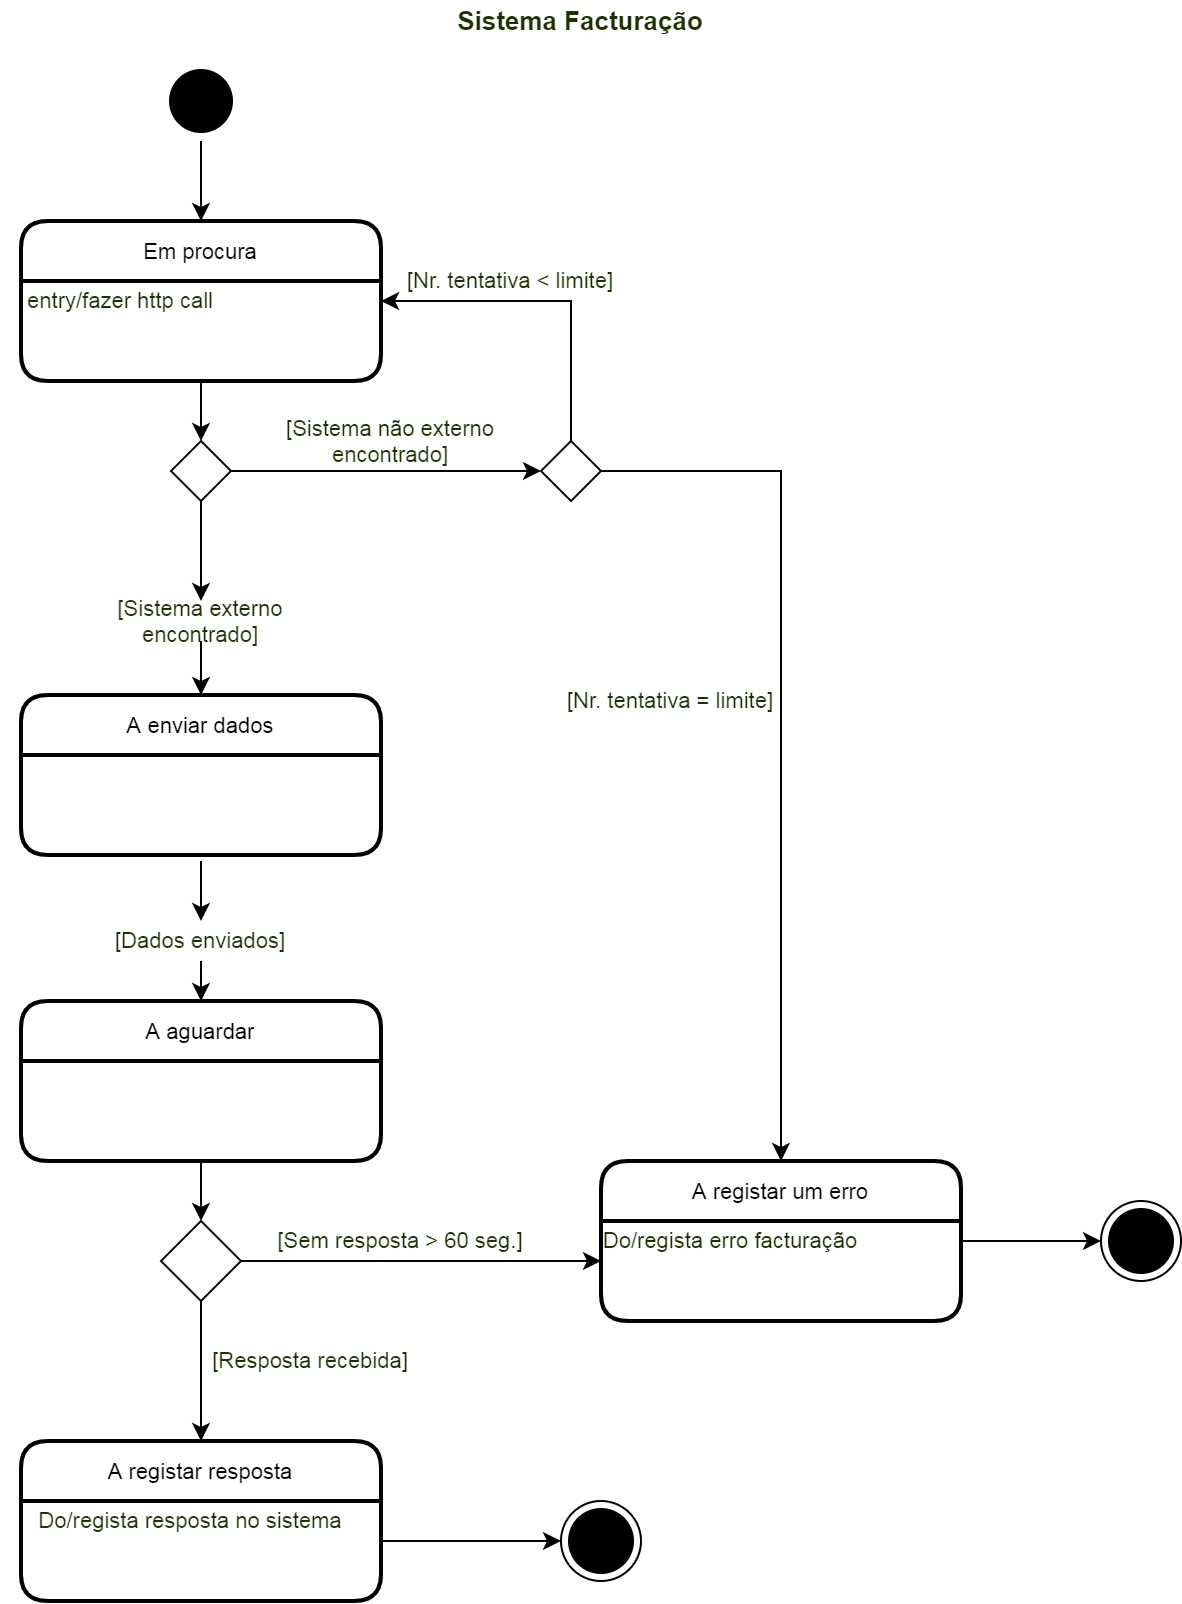 Sistema Facturação
Em procura
entry/fazer http call
[Nr. tentativa < limite]
[Sistema não externo
encontrado]
[Sistema externo
encontrado]
[Nr. tentativa = limite]
A enviar dados
[Dados enviados]
A aguardar
A registar um erro
Do/regista erro facturação
[Sem resposta > 60 seg.]
[Resposta recebida]
A registar resposta
Do/regista resposta no sistema